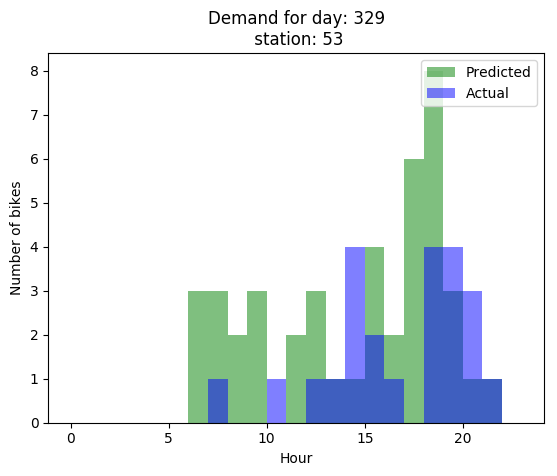 Demand for day: 329
station: 53
Predicted
Actual
Number of bikes
8
7
6
5
4
3
2
1
0
0 5 10 15 20
Hour